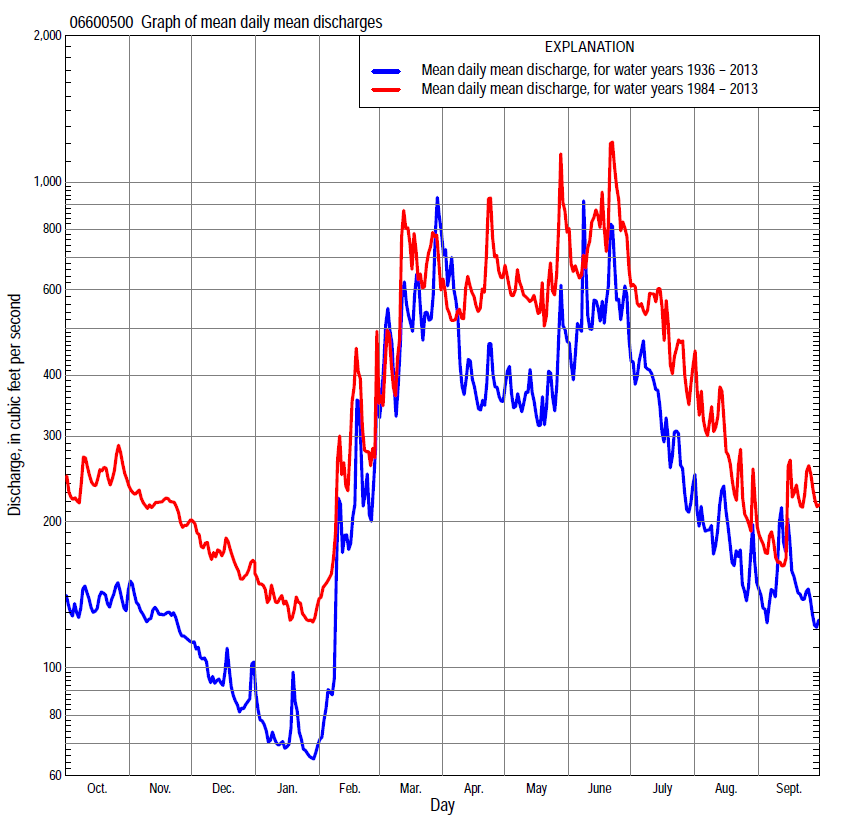 06600500 Graph of mean daily mean discharges
EXPLANATION
Mean daily mean discharge, for water years 1936 – 2013
Mean daily mean discharge, for water years 1984 – 2013
Discharge, in cubic feet per second
2,000
1,000
800
600
400
300
200
100
80
60
Oct. Nov. Dec. Jan. Feb. Mar. Apr. May June July Aug. Sept.
Day